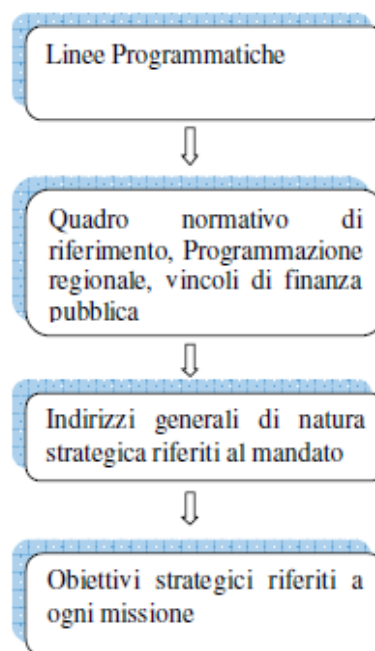 Linee Programmatiche
Quadro normativo di
riferimento, Programmazione
regionale, vincoli di finanza
pubblica
Indirizzi generali di natura
strategica riferiti al mandato
Obiettivi strategici riferiti a
ogni missione